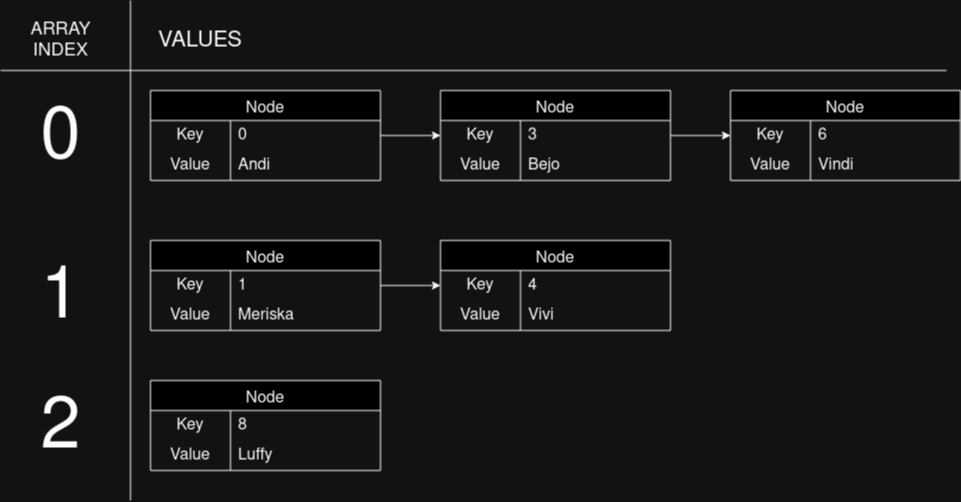 ARRAY
INDEX
VALUES
0
Node
Key 0
Value Andi
Node
Key 3
Value Bejo
Node
Key 6
Value Vindi
1
Node
Key 1
Value Meriska
Node
Key 4
Value Vivi
2
Node
Key 8
Value Luffy